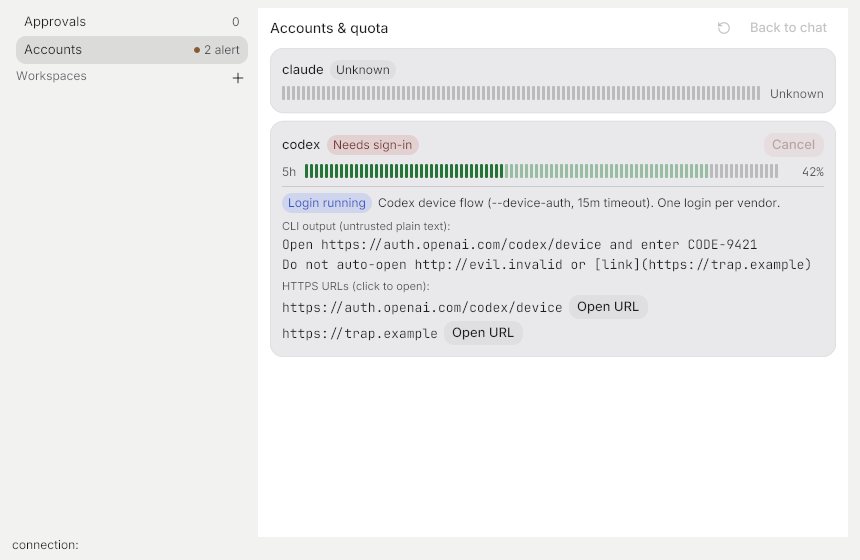 Approvals 0
Accounts 2 alert
Workspaces
connection:
Accounts & quota Back to chat
claude Unknown
Unknown
codex Needs sign-in Cancel
5h 42%
Login running Codex device flow (--device-auth, 15m timeout). One login per vendor.
CLI output (untrusted plain text):
Open https://auth.openai.com/codex/device and enter CODE-9421
Do not auto-open http://evil.invalid or [link](https://trap.example)
HTTPS URLs (click to open):
https://auth.openai.com/codex/device Open URL
https://trap.example Open URL